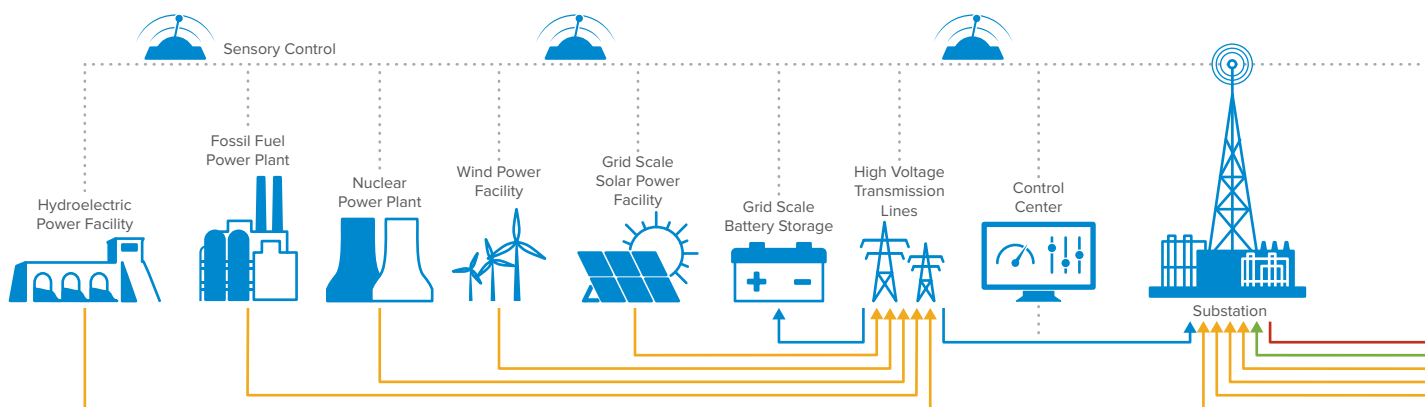 Sensory Control
Hydroelectric
Power Facility
Fossil Fuel
Power Plant
Nuclear
Power Plant
Wind Power
Facility
Grid Scale
Solar Power
Facility
Grid Scale
Battery Storage
High Voltage
Transmission
Lines
Control
Center
Substation